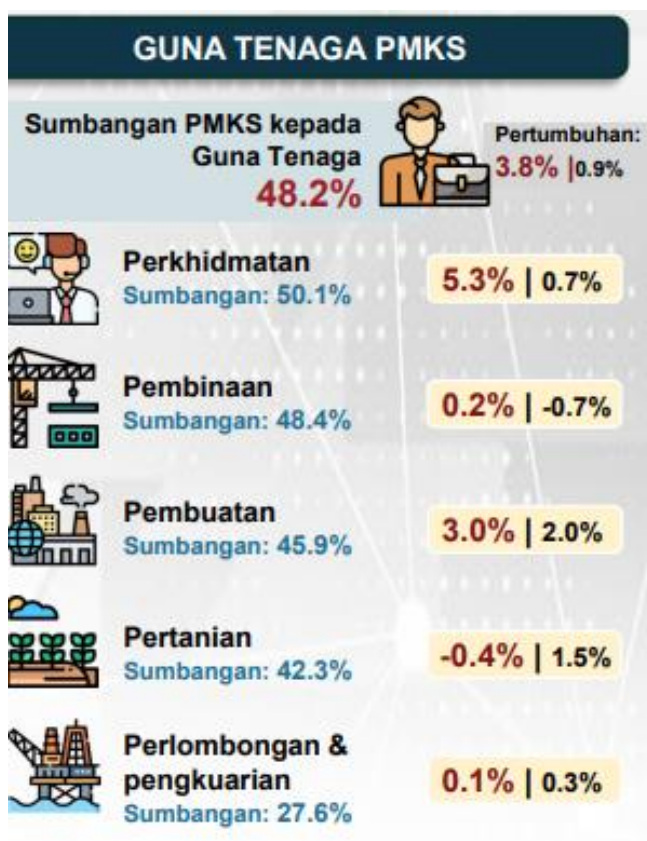 GUNA TENAGA PMKS
Sumbangan PMKS kepada
Guna Tenaga
48.2%
Pertumbuhan:
3.8% |0.9%
Perkhidmatan
Sumbangan: 50.1%
5.3% | 0.7%
Pembinaan
Sumbangan: 48.4%
0.2% | -0.7%
Pembuatan
Sumbangan: 45.9%
3.0% | 2.0%
Pertanian
Sumbangan: 42.3%
-0.4% | 1.5%
Perlombongan &
pengkuarian
Sumbangan: 27.6%
0.1% | 0.3%